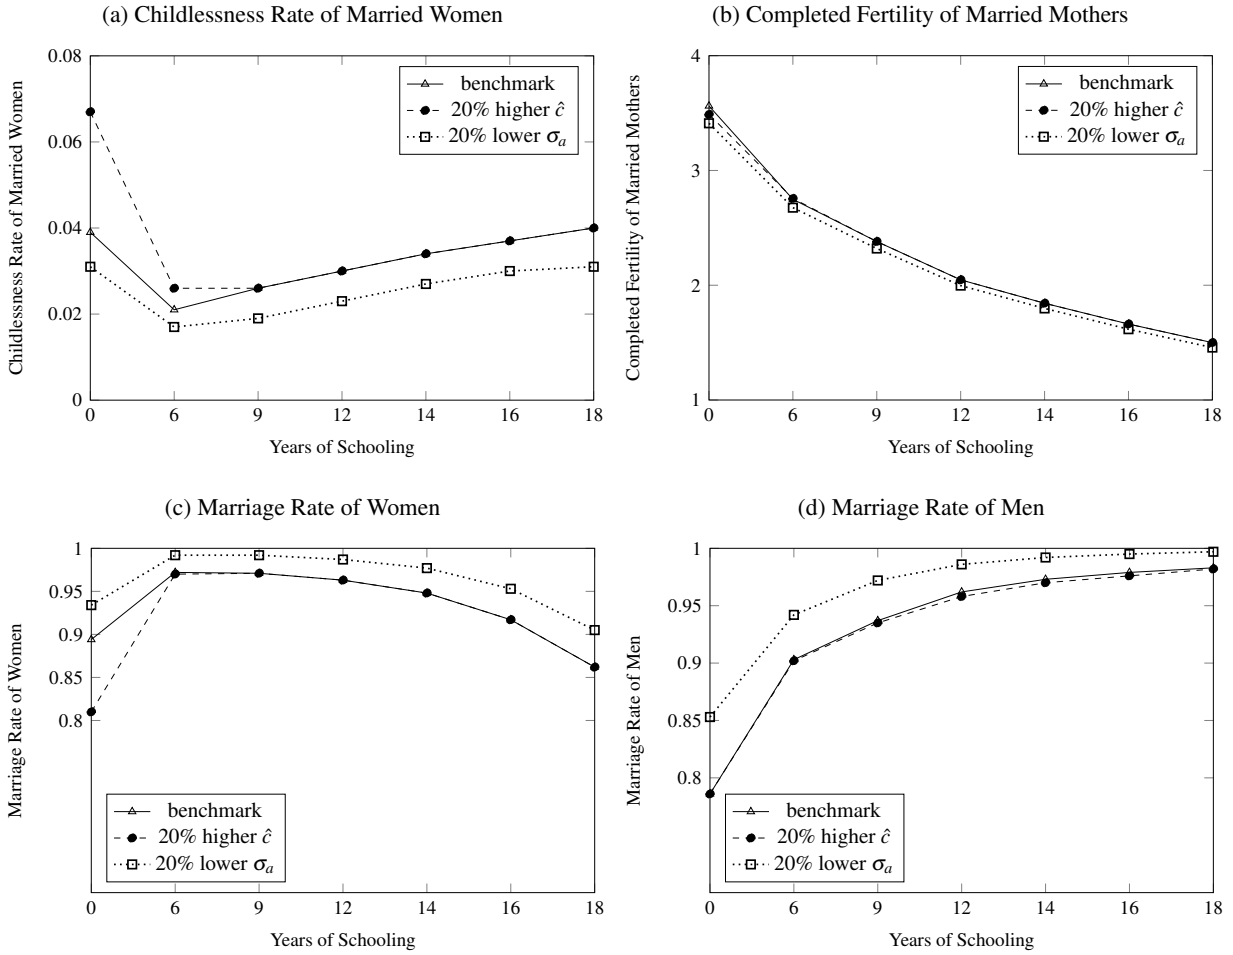 (a) Childlessness Rate of Married Women
0.08
0.06
0.04
0.02
0
0 6 9 12 14 16 18
Years of Schooling
Childlessness Rate of Married Women
benchmark
20% higher ĉ
20% lower σₐ
(b) Completed Fertility of Married Mothers
4
3
2
1
0 6 9 12 14 16 18
Years of Schooling
Completed Fertility of Married Mothers
benchmark
20% higher ĉ
20% lower σₐ
(c) Marriage Rate of Women
1
0.95
0.9
0.85
0.8
0 6 9 12 14 16 18
Years of Schooling
Marriage Rate of Women
benchmark
20% higher ĉ
20% lower σₐ
(d) Marriage Rate of Men
1
0.95
0.9
0.85
0.8
0 6 9 12 14 16 18
Years of Schooling
Marriage Rate of Men
benchmark
20% higher ĉ
20% lower σₐ